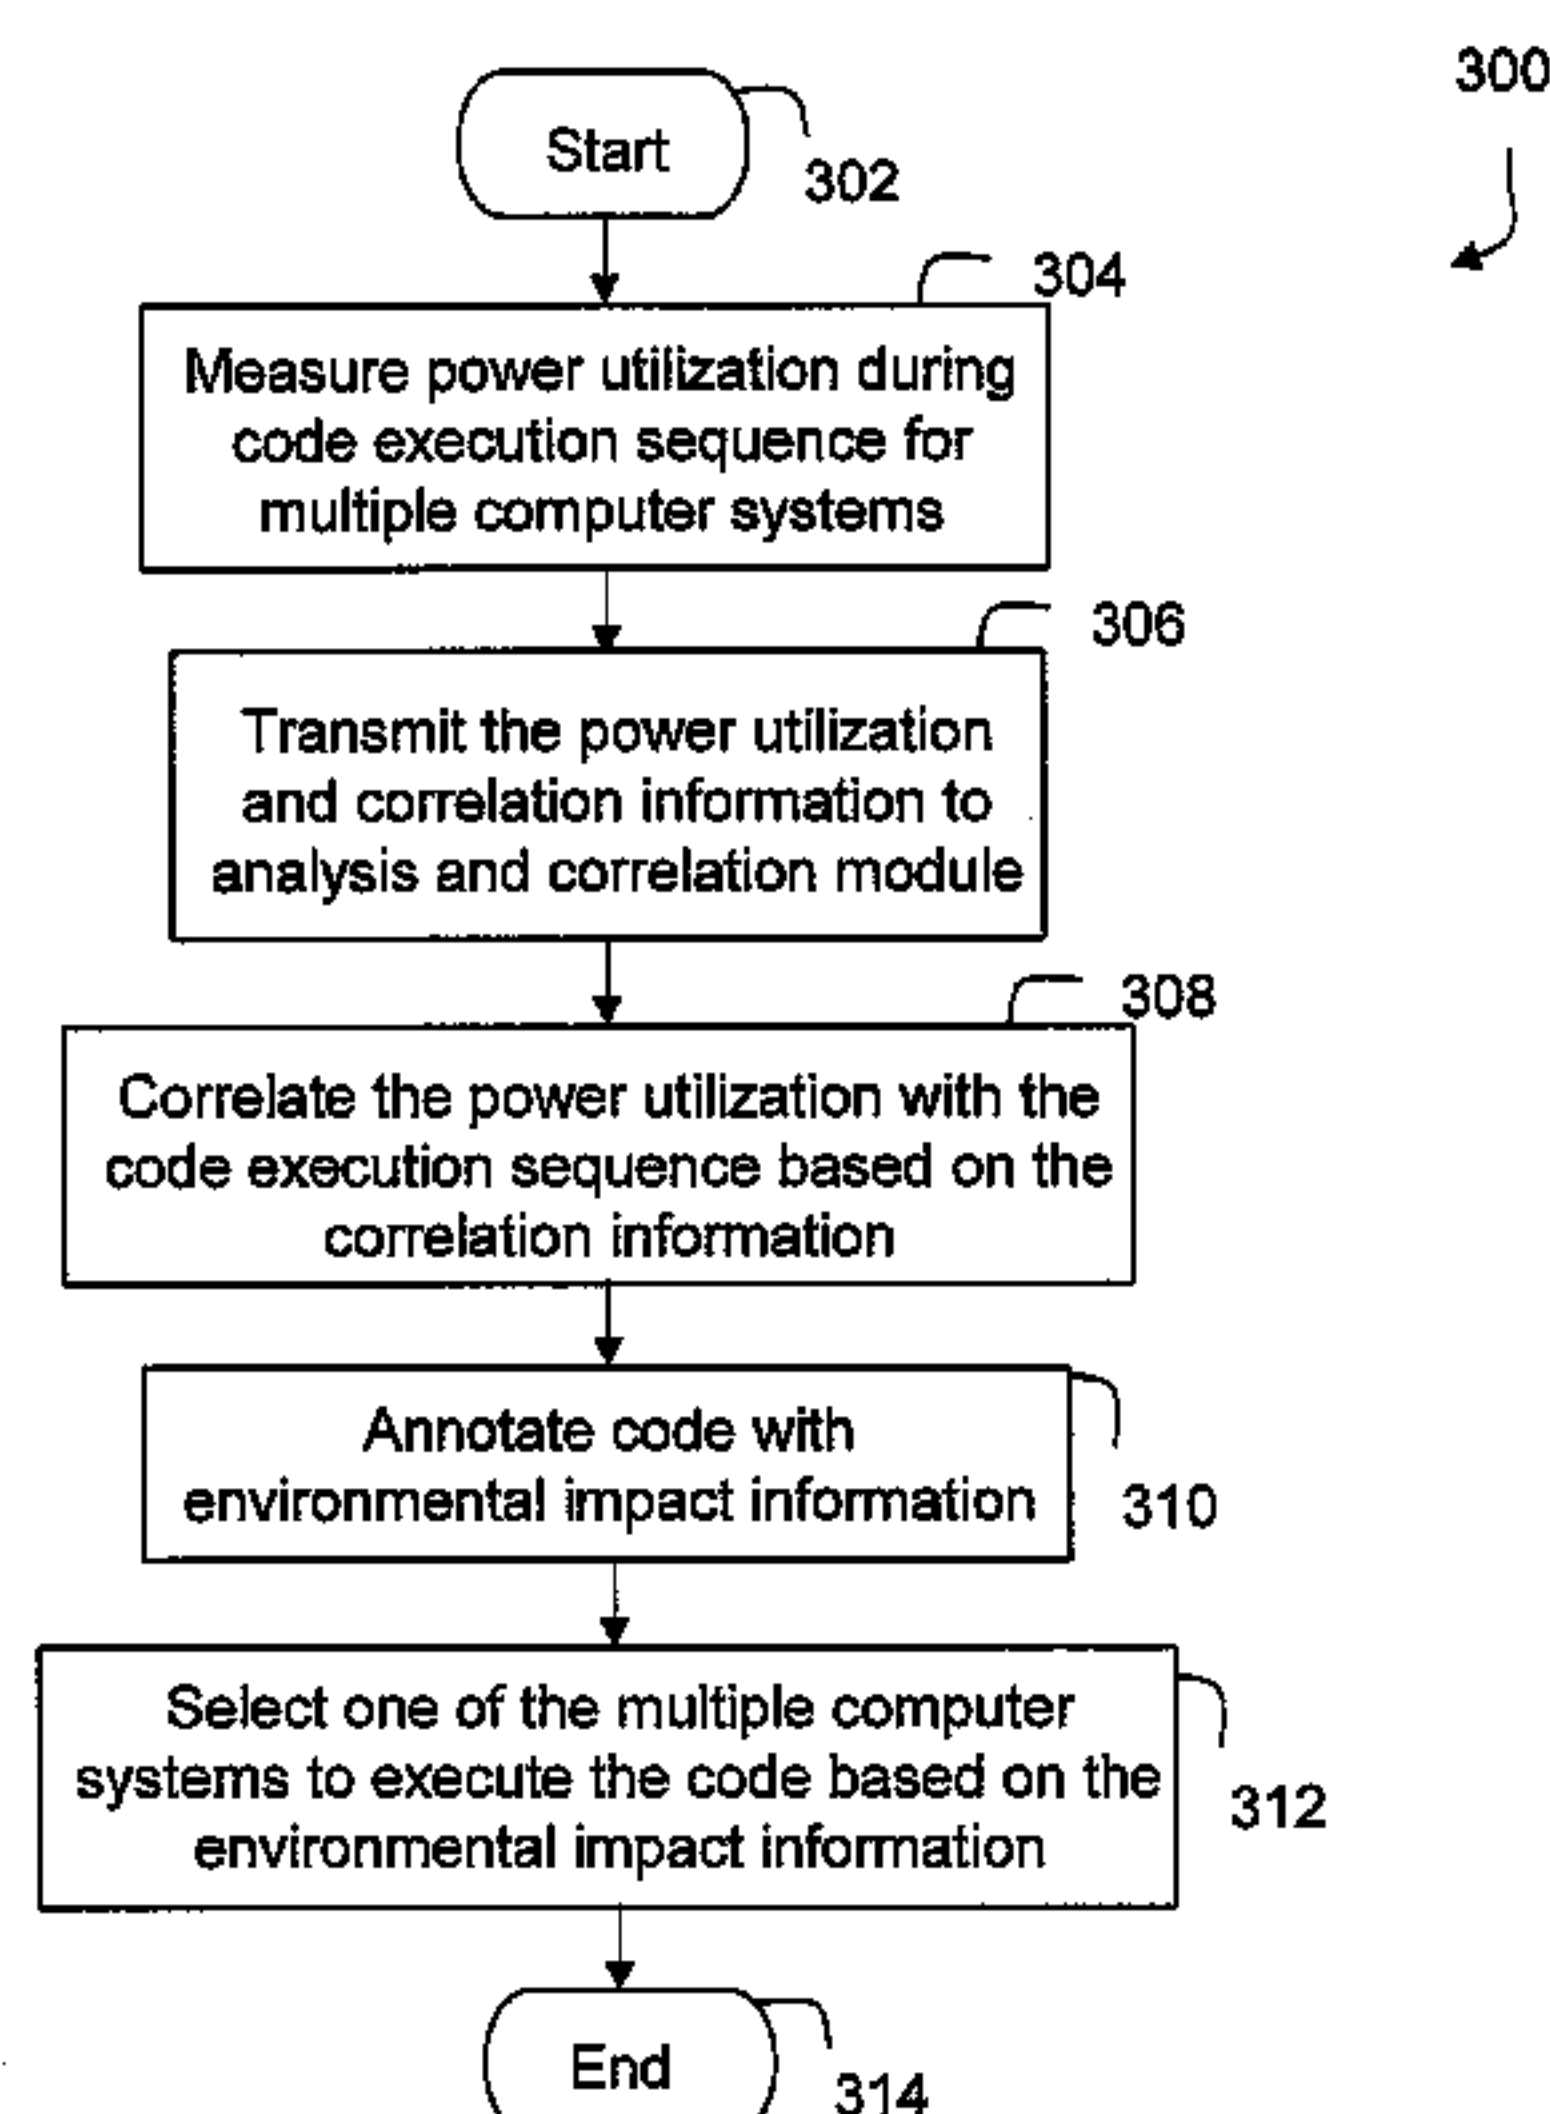 300
Start
302
304
Measure power utilization during
code execution sequence for
multiple computer systems
306
Transmit the power utilization
and correlation information to
analysis and correlation module
308
Correlate the power utilization with the
code execution sequence based on the
correlation information
Annotate code with
environmental impact information
310
Select one of the multiple computer
systems to execute the code based on the
environmental impact information
312
End
314